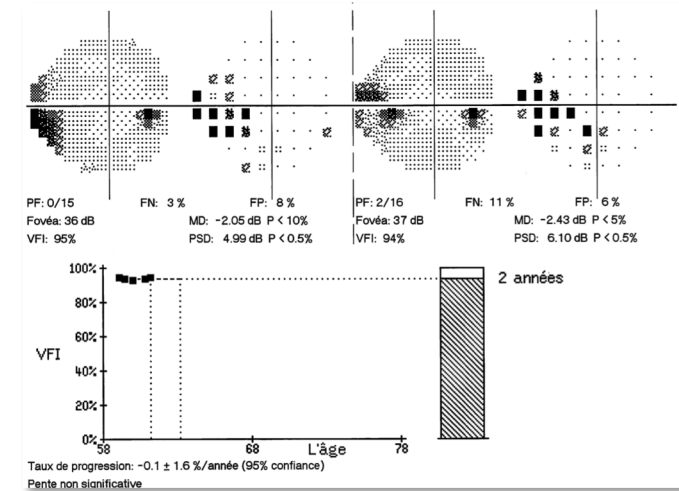 PF: 0/15 FN: 3 % FP: 8 %
Fovéa: 36 dB MD: -2.05 dB P < 10%
VFI: 95% PSD: 4.99 dB P < 0.5%
PF: 2/16 FN: 11 % FP: 6 %
Fovéa: 37 dB MD: -2.43 dB P < 5%
VFI: 94% PSD: 6.10 dB P < 0.5%
100%
80%
60%
40%
20%
0%
VFI
58 68 78
L'âge
2 années
Taux de progression: -0.1 ± 1.6 %/année (95% confiance)
Pente non significative